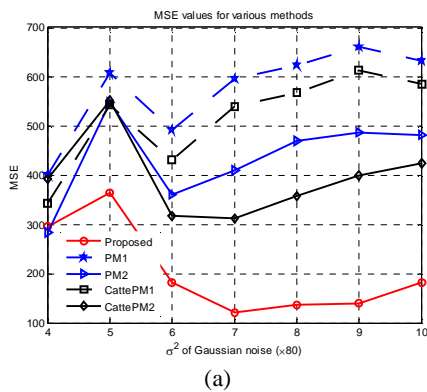 MSE values for various methods
700
600
500
400
300
200
100
MSE
Proposed
PM1
PM2
CattePM1
CattePM2
4 5 6 7 8 9 10
σ² of Gaussian noise (×80)
(a)